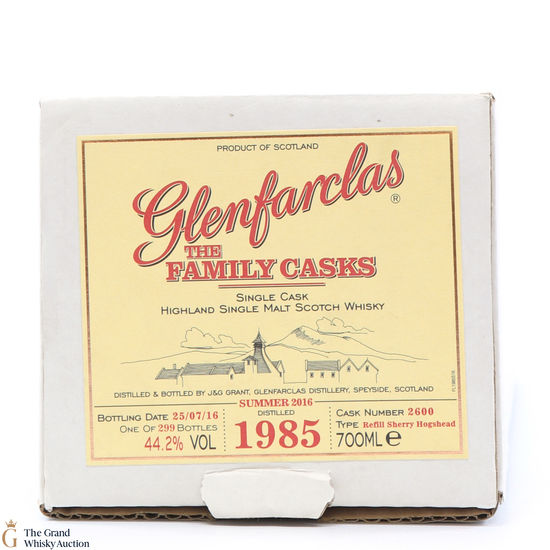 PRODUCT OF SCOTLAND
Glenfarclas ®
THE
FAMILY CASKS
SINGLE CASK
HIGHLAND SINGLE MALT SCOTCH WHISKY
DISTILLED & BOTTLED BY J&G GRANT, GLENFARCLAS DISTILLERY, SPEYSIDE, SCOTLAND
BOTTLING DATE 25/07/16
ONE OF 299 BOTTLES
44.2% VOL
SUMMER 2016
DISTILLED
1985
CASK NUMBER 2600
TYPE Refill Sherry Hogshead
700ML e
G
The Grand
Whisky Auction